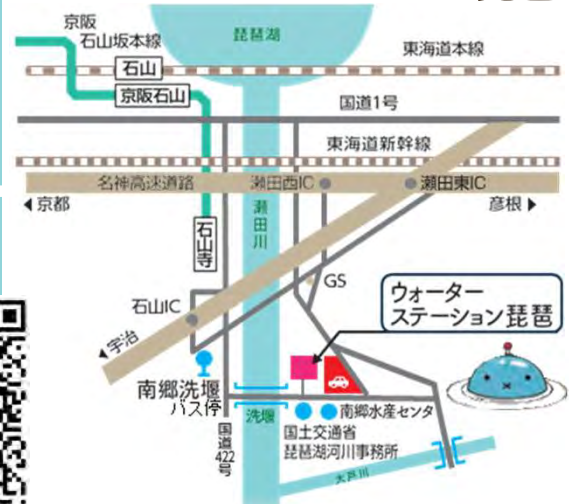 京阪
石山坂本線
琵琶湖
東海道本線
石山
京阪石山
国道1号
東海道新幹線
名神高速道路
瀬田西IC
瀬田東IC
◀京都
彦根▶
瀬田川
石山寺
GS
石山IC
ウォーター
ステーション琵琶
◀宇治
南郷洗堰
バス停
洗堰
南郷水産センタ
国土交通省
琵琶湖河川事務所
国道422号
大戸川